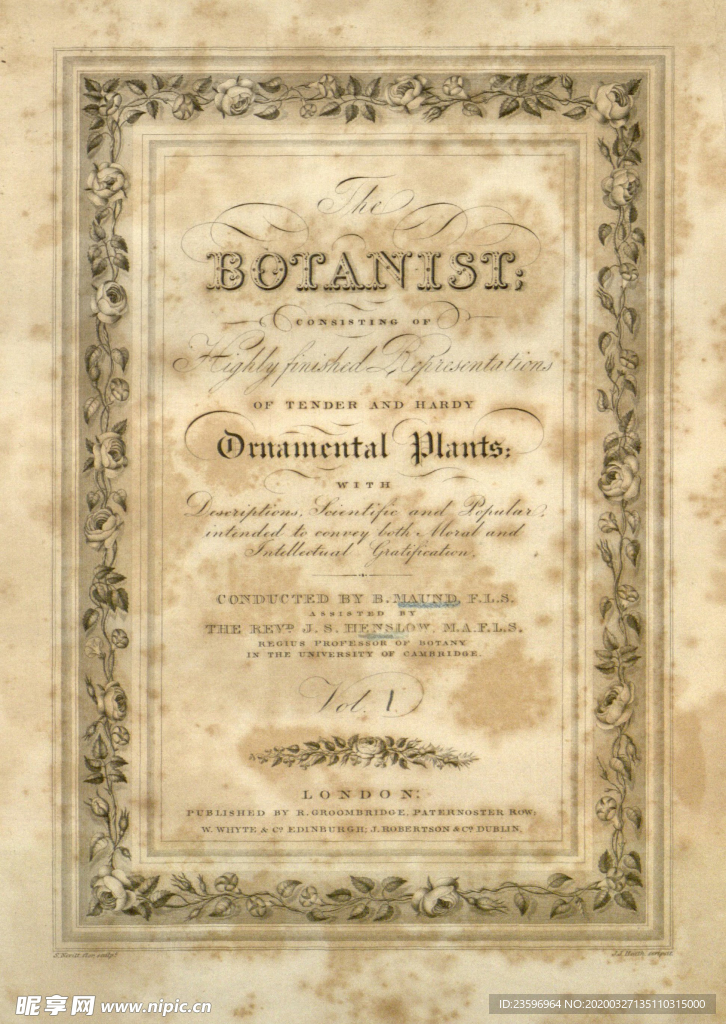 The
BOTANIST;
CONSISTING OF
Highly finished Representations
OF TENDER AND HARDY
Ornamental Plants;
WITH
Descriptions, Scientific and Popular;
intended to convey both Moral and
Intellectual Gratification.
CONDUCTED BY B. MAUND, F.L.S.
ASSISTED BY
THE REVD J. S. HENSLOW, M.A.F.L.S.
REGIUS PROFESSOR OF BOTANY
IN THE UNIVERSITY OF CAMBRIDGE.
Vol. V.
LONDON:
PUBLISHED BY R. GROOMBRIDGE, PATERNOSTER ROW;
W. WHYTE & Co EDINBURGH; J. ROBERTSON & Co DUBLIN.
昵享网 www.nipic.cn
ID:23596964 NO:20200327135110315000